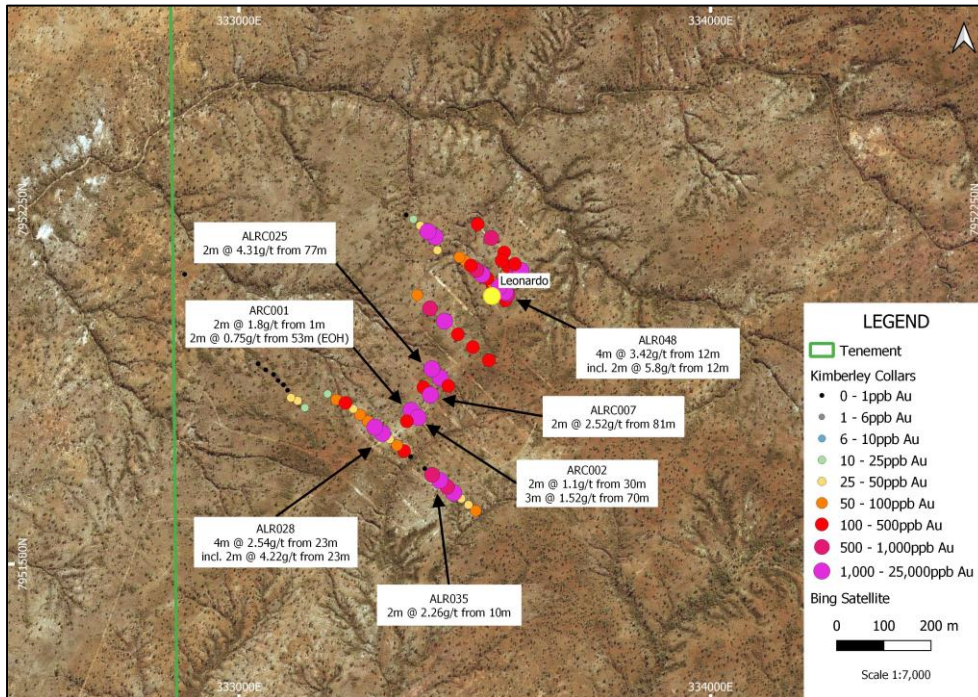 333000E
334000E
7952250N
7952250N
ALRC025
2m @ 4.31g/t from 77m
ARC001
2m @ 1.8g/t from 1m
2m @ 0.75g/t from 53m (EOH)
Leonardo
ALR048
4m @ 3.42g/t from 12m
incl. 2m @ 5.8g/t from 12m
ALRC007
2m @ 2.52g/t from 81m
ARC002
2m @ 1.1g/t from 30m
3m @ 1.52g/t from 70m
ALR028
4m @ 2.54g/t from 23m
incl. 2m @ 4.22g/t from 23m
ALR035
2m @ 2.26g/t from 10m
7951500N
333000E
334000E
LEGEND
Tenement
Kimberley Collars
0 - 1ppb Au
1 - 6ppb Au
6 - 10ppb Au
10 - 25ppb Au
25 - 50ppb Au
50 - 100ppb Au
100 - 500ppb Au
500 - 1,000ppb Au
1,000 - 25,000ppb Au
Bing Satellite
0 100 200 m
Scale 1:7,000